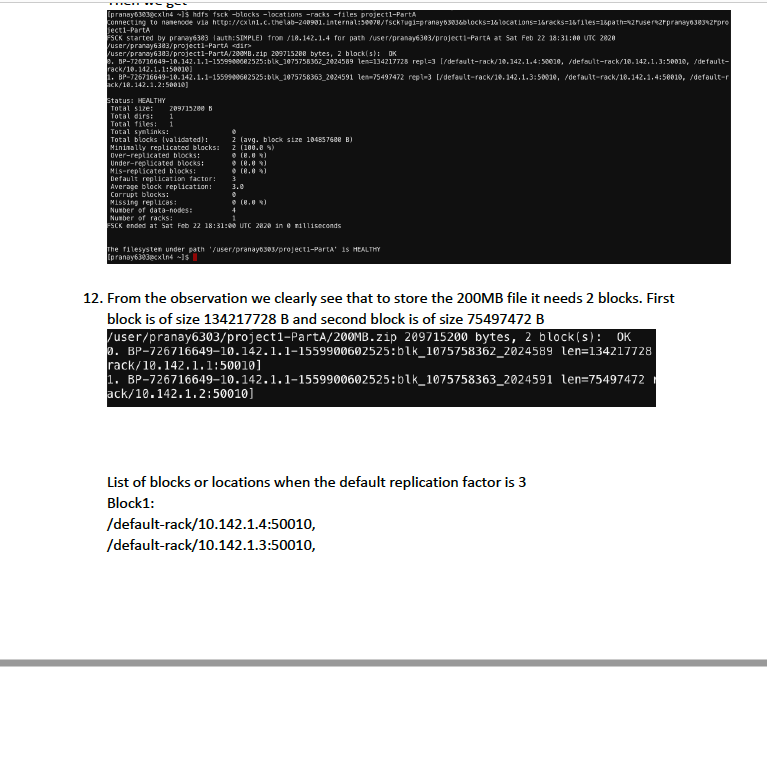 Then we get
[pranay6303@cxln4 ~]$ hdfs fsck -blocks -locations -racks -files project1-PartA
Connecting to namenode via http://cxln1.c.thelab-240901.internal:50070/fsck?ugi=pranay6303&blocks=1&locations=1&racks=1&files=1&path=%2Fuser%2Fpranay6303%2Fpro
ject1-PartA
FSCK started by pranay6303 (auth:SIMPLE) from /10.142.1.4 for path /user/pranay6303/project1-PartA at Sat Feb 22 18:31:00 UTC 2020
/user/pranay6303/project1-PartA <dir>
/user/pranay6303/project1-PartA/200MB.zip 209715200 bytes, 2 block(s):  OK
0. BP-726716649-10.142.1.1-1559900602525:blk_1075758362_2024589 len=134217728 repl=3 [/default-rack/10.142.1.4:50010, /default-rack/10.142.1.3:50010, /default-
rack/10.142.1.1:50010]
1. BP-726716649-10.142.1.1-1559900602525:blk_1075758363_2024591 len=75497472 repl=3 [/default-rack/10.142.1.3:50010, /default-rack/10.142.1.4:50010, /default-r
ack/10.142.1.2:50010]
Status: HEALTHY
Total size: 209715200 B
Total dirs: 1
Total files: 1
Total symlinks: 0
Total blocks (validated): 2 (avg. block size 104857600 B)
Minimally replicated blocks: 2 (100.0 %)
Over-replicated blocks: 0 (0.0 %)
Under-replicated blocks: 0 (0.0 %)
Mis-replicated blocks: 0 (0.0 %)
Default replication factor: 3
Average block replication: 3.0
Corrupt blocks: 0
Missing replicas: 0 (0.0 %)
Number of data-nodes: 4
Number of racks: 1
FSCK ended at Sat Feb 22 18:31:00 UTC 2020 in 0 milliseconds
The filesystem under path '/user/pranay6303/project1-PartA' is HEALTHY
[pranay6303@cxln4 ~]$
12. From the observation we clearly see that to store the 200MB file it needs 2 blocks. First
block is of size 134217728 B and second block is of size 75497472 B
/user/pranay6303/project1-PartA/200MB.zip 209715200 bytes, 2 block(s):  OK
0. BP-726716649-10.142.1.1-1559900602525:blk_1075758362_2024589 len=134217728
rack/10.142.1.1:50010]
1. BP-726716649-10.142.1.1-1559900602525:blk_1075758363_2024591 len=75497472 r
ack/10.142.1.2:50010]
List of blocks or locations when the default replication factor is 3
Block1:
/default-rack/10.142.1.4:50010,
/default-rack/10.142.1.3:50010,